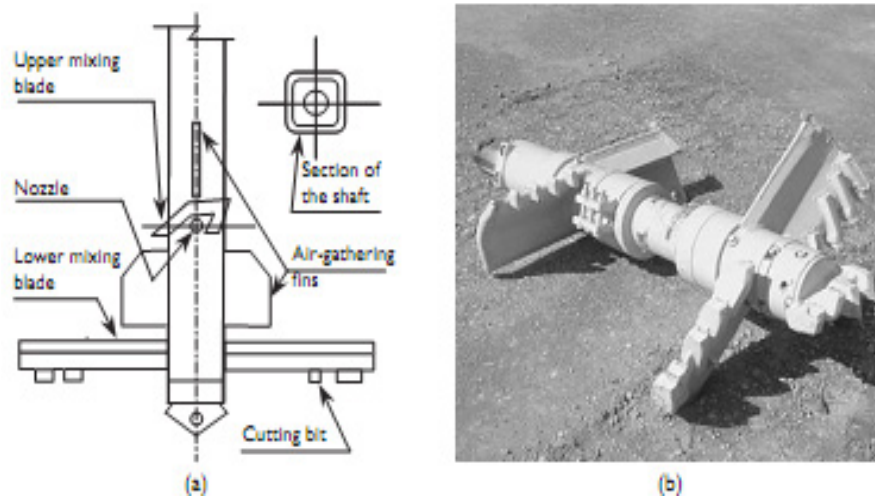 Upper mixing
blade
Section of
the shaft
Nozzle
Air-gathering
fins
Lower mixing
blade
Cutting bit
(a)
(b)